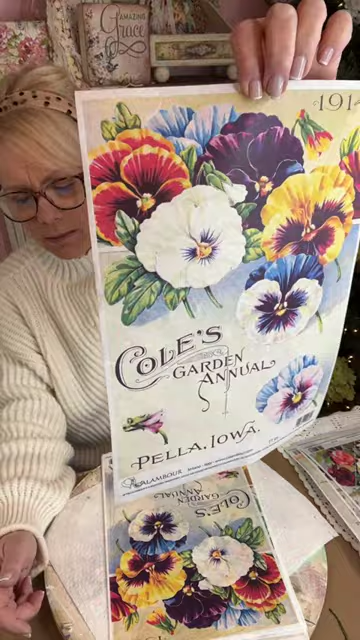 AMAZING
Grace
191
COLE'S
GARDEN
ANNUAL
PELLA, IOWA.
COLE'S
GARDEN
ANNUAL